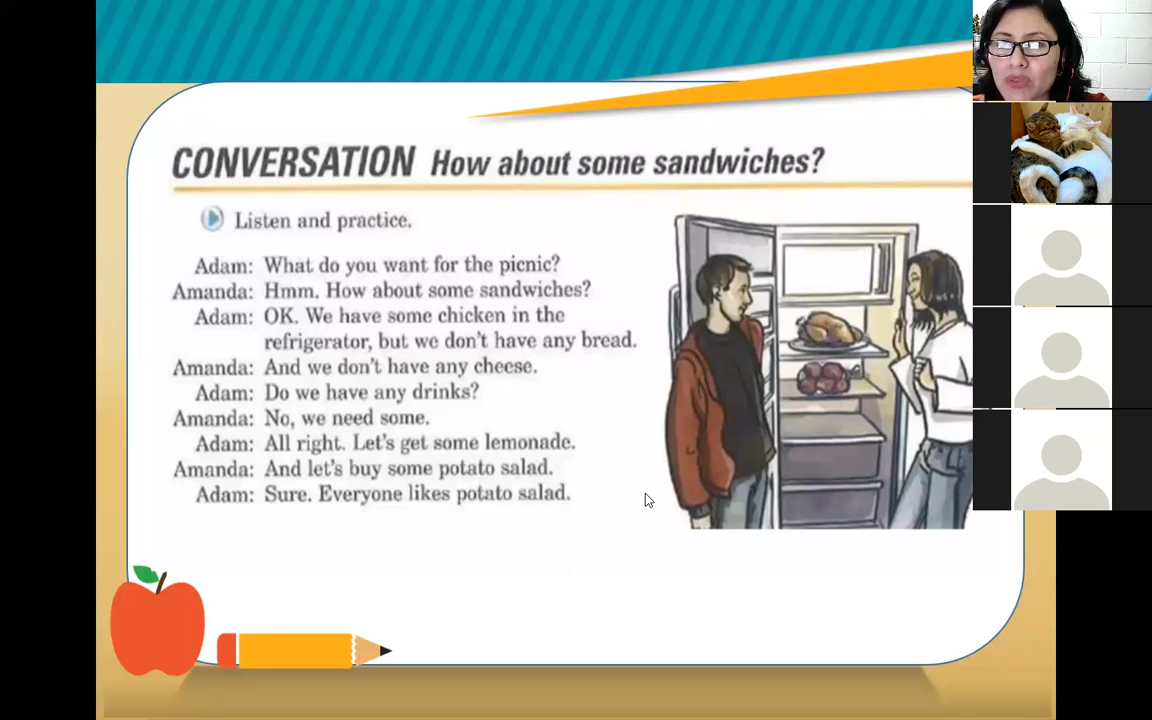 CONVERSATION How about some sandwiches?
Listen and practice.
Adam: What do you want for the picnic?
Amanda: Hmm. How about some sandwiches?
Adam: OK. We have some chicken in the
refrigerator, but we don't have any bread.
Amanda: And we don't have any cheese.
Adam: Do we have any drinks?
Amanda: No, we need some.
Adam: All right. Let's get some lemonade.
Amanda: And let's buy some potato salad.
Adam: Sure. Everyone likes potato salad.